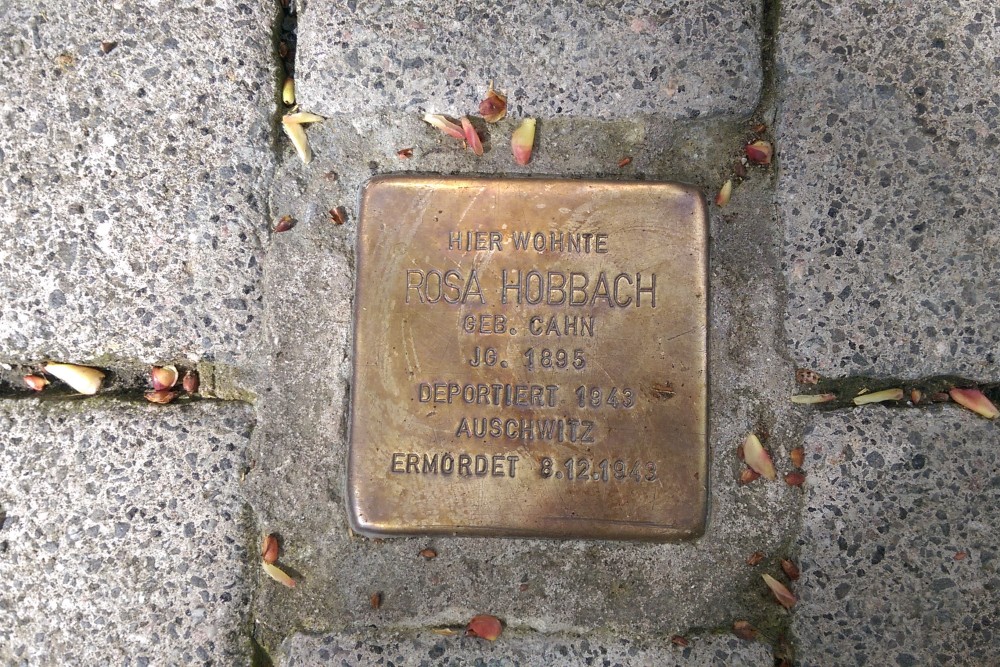 HIER WOHNTE
ROSA HOBBACH
GEB. CAHN
JG. 1895
DEPORTIERT 1943
AUSCHWITZ
ERMORDET 8.12.1943